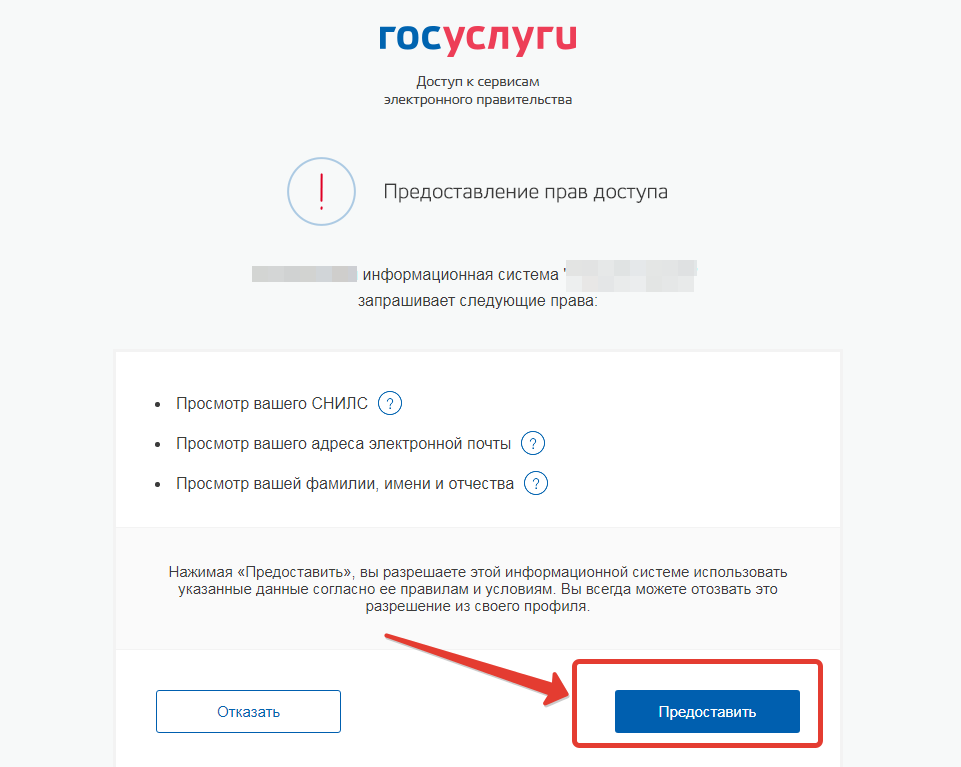 госуслуги
Доступ к сервисам
электронного правительства
!
Предоставление прав доступа
информационная система "
запрашивает следующие права:
• Просмотр вашего СНИЛС ?
• Просмотр вашего адреса электронной почты ?
• Просмотр вашей фамилии, имени и отчества ?
Нажимая «Предоставить», вы разрешаете этой информационной системе использовать
указанные данные согласно ее правилам и условиям. Вы всегда можете отозвать это
разрешение из своего профиля.
Отказать
Предоставить